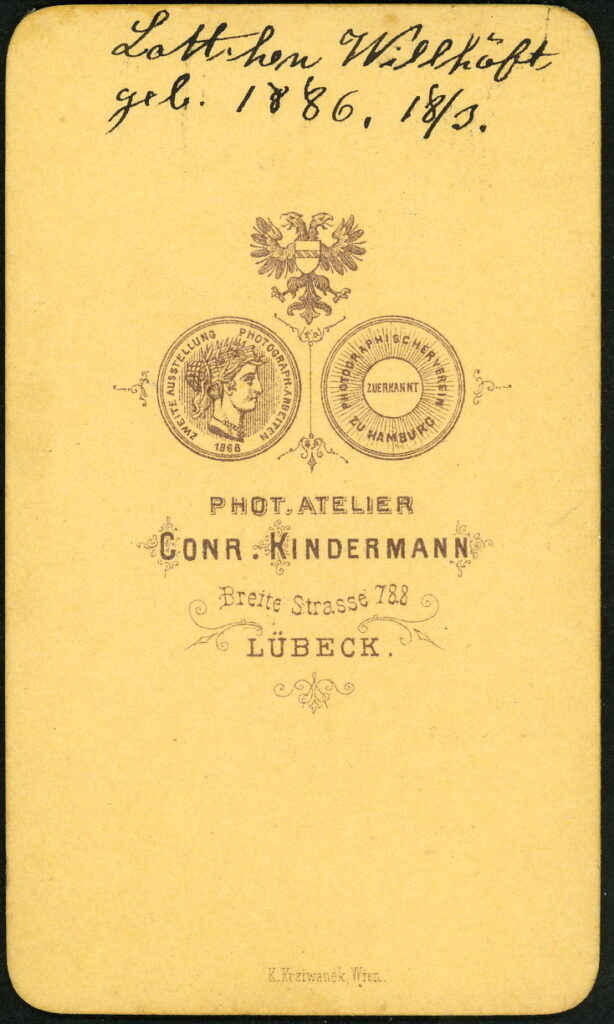 Lottchen Willhöft
geb. 1886. 18/3.
ZWEITE AUSSTELLUNG PHOTOGRAPH. ARBEITEN
1868
PHOTOGRAPHISCHER VEREIN
ZUERKANNT
ZU HAMBURG
PHOT. ATELIER
CONR. KINDERMANN
Breite Strasse 788
LÜBECK.
K. Krziwanek Wien.